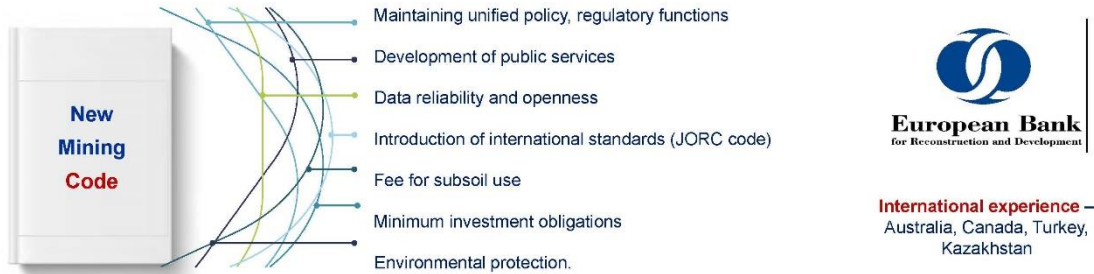 New
Mining
Code
Maintaining unified policy, regulatory functions
Development of public services
Data reliability and openness
Introduction of international standards (JORC code)
Fee for subsoil use
Minimum investment obligations
Environmental protection.
European Bank
for Reconstruction and Development
International experience –
Australia, Canada, Turkey,
Kazakhstan